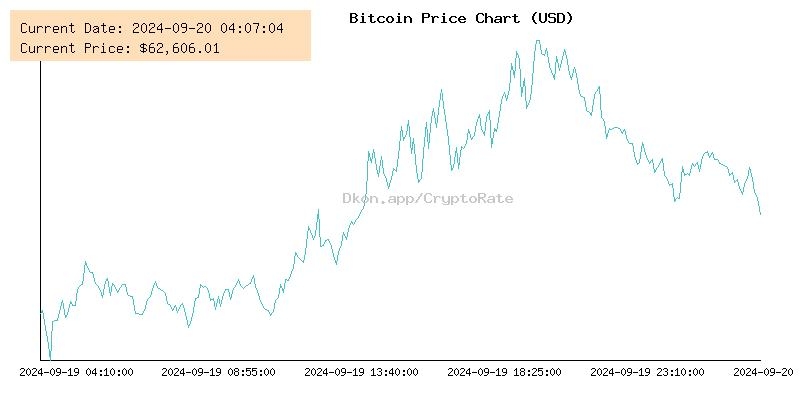 Bitcoin Price Chart (USD)
Current Date: 2024-09-20 04:07:04
Current Price: $62,606.01
Dkon.app/CryptoRate
2024-09-19 04:10:00 2024-09-19 08:55:00 2024-09-19 13:40:00 2024-09-19 18:25:00 2024-09-19 23:10:00 2024-09-20